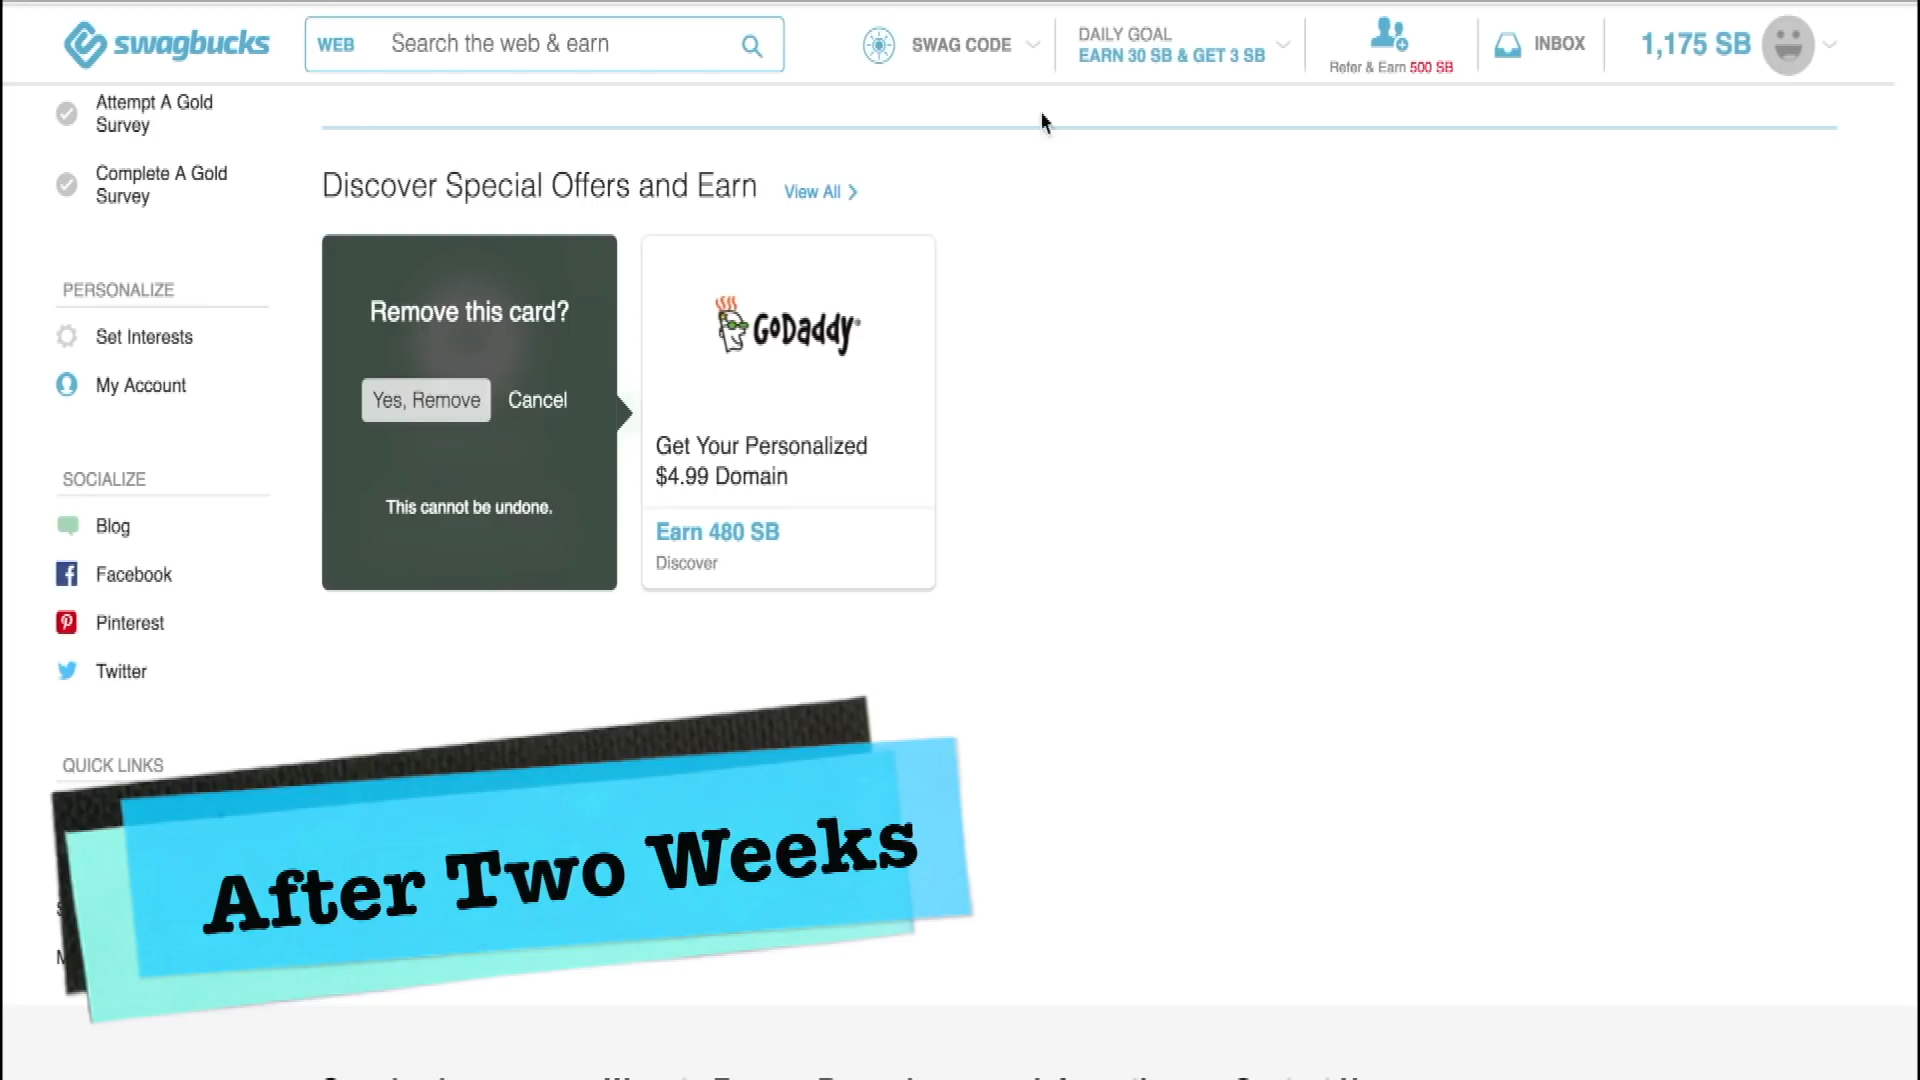 swagbucks
WEB
Search the web & earn
SWAG CODE
DAILY GOAL
EARN 30 SB & GET 3 SB
Refer & Earn 500 SB
INBOX
1,175 SB
Attempt A Gold
Survey
Complete A Gold
Survey
PERSONALIZE
Set Interests
My Account
SOCIALIZE
Blog
Facebook
Pinterest
Twitter
QUICK LINKS
Discover Special Offers and Earn
View All
Remove this card?
Yes, Remove
Cancel
This cannot be undone.
GoDaddy
Get Your Personalized
$4.99 Domain
Earn 480 SB
Discover
After Two Weeks